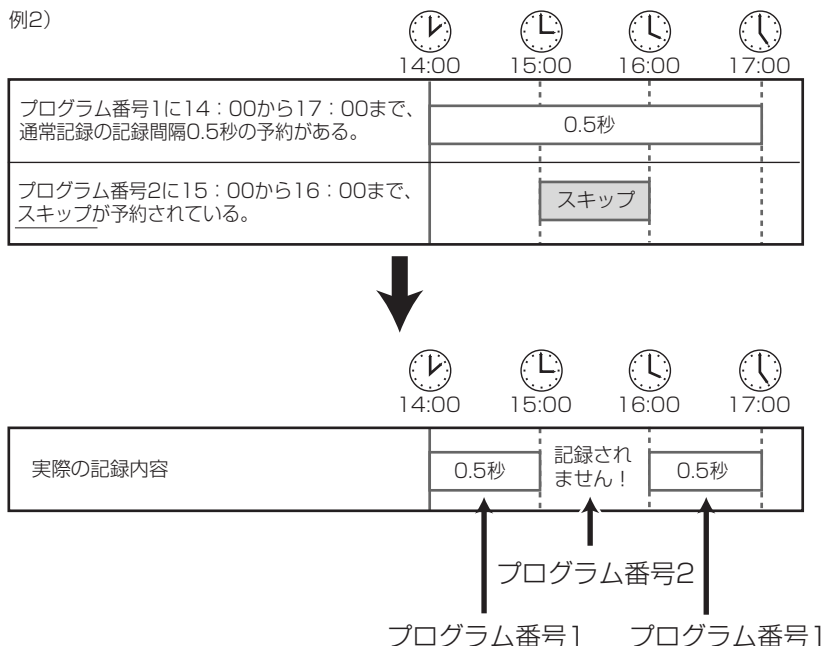 例2）
14:00 15:00 16:00 17:00
プログラム番号1に14：00から17：00まで、
通常記録の記録間隔0.5秒の予約がある。
0.5秒
プログラム番号2に15：00から16：00まで、
スキップが予約されている。
スキップ
14:00 15:00 16:00 17:00
実際の記録内容
0.5秒
記録され
ません！
0.5秒
プログラム番号2
プログラム番号1 プログラム番号1